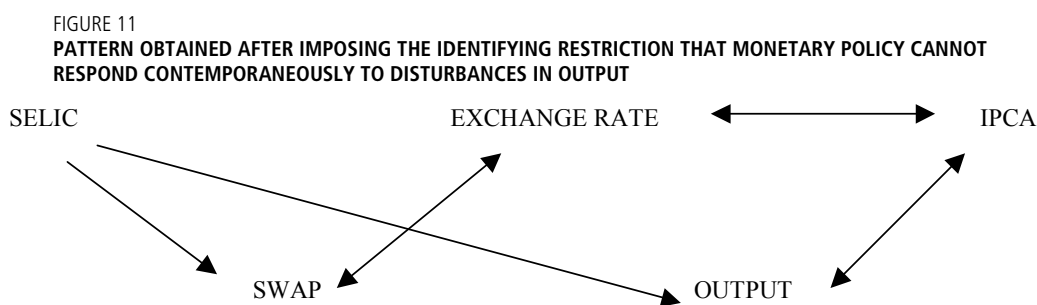 FIGURE 11
PATTERN OBTAINED AFTER IMPOSING THE IDENTIFYING RESTRICTION THAT MONETARY POLICY CANNOT
RESPOND CONTEMPORANEOUSLY TO DISTURBANCES IN OUTPUT
SELIC EXCHANGE RATE IPCA
SWAP OUTPUT